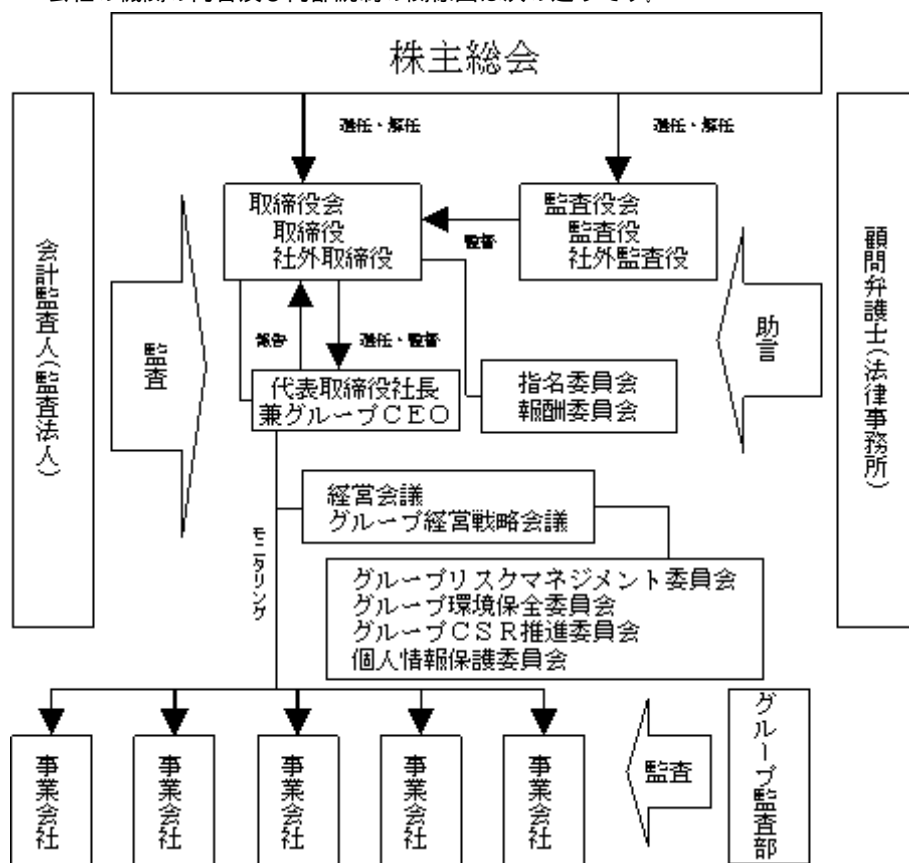 株主総会
選任・解任
選任・解任
取締役会
取締役
社外取締役
監査役会
監査役
社外監査役
監督
会計監査人(監査法人)
監査
顧問弁護士(法律事務所)
助言
報告
選任・監督
代表取締役社長
兼グループCEO
指名委員会
報酬委員会
経営会議
グループ経営戦略会議
モニタリング
グループリスクマネジメント委員会
グループ環境保全委員会
グループCSR推進委員会
個人情報保護委員会
事業会社
事業会社
事業会社
事業会社
事業会社
監査
グループ監査部